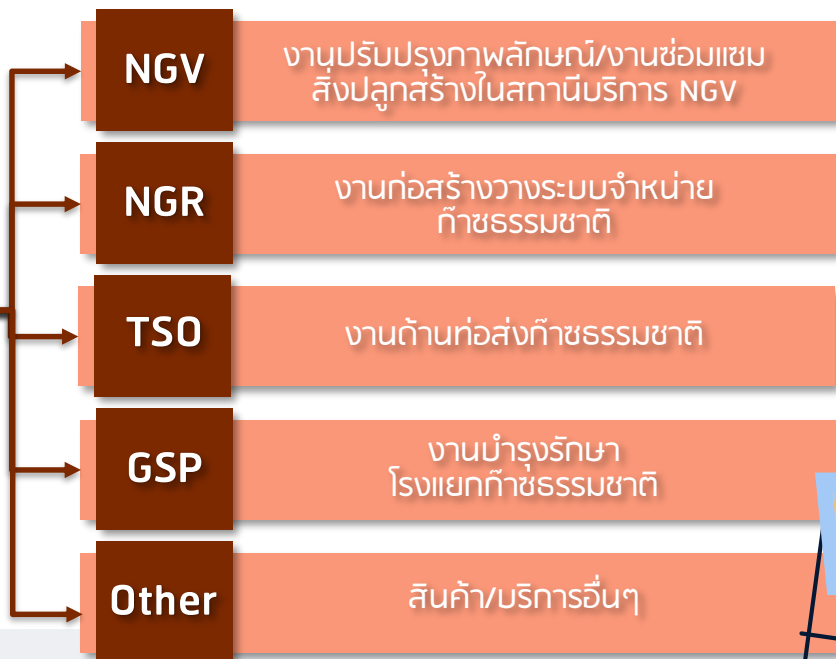 NGV
งานปรับปรุงภาพลักษณ์/งานซ่อมแซม
สิ่งปลูกสร้างในสถานีบริการ NGV
NGR
งานก่อสร้างวางระบบจำหน่าย
ก๊าซธรรมชาติ
TSO
งานด้านท่อส่งก๊าซธรรมชาติ
GSP
งานบำรุงรักษา
โรงแยกก๊าซธรรมชาติ
Other
สินค้า/บริการอื่นๆ